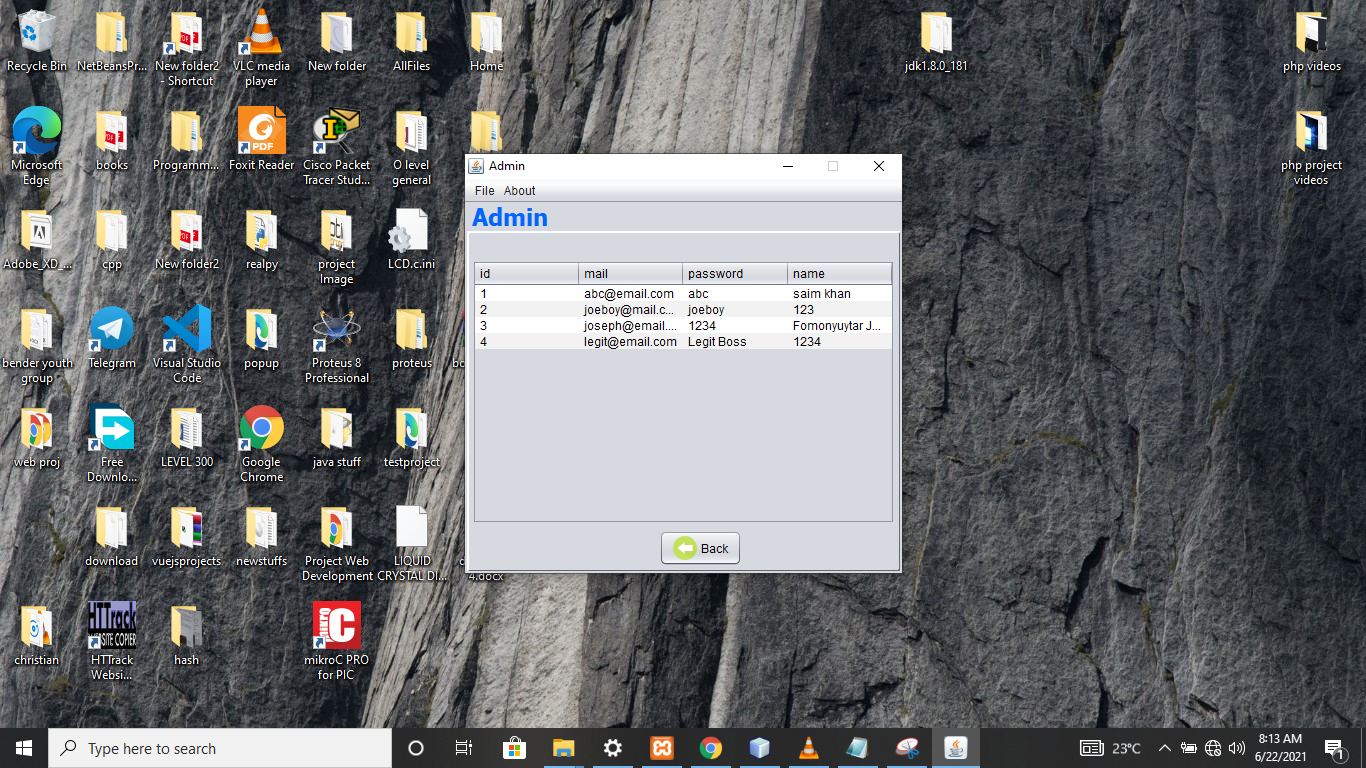 Recycle Bin
NetBeansPr...
New folder2
- Shortcut
VLC media
player
New folder
AllFiles
Home
jdk1.8.0_181
php videos
Microsoft
Edge
books
Programm...
Foxit Reader
PDF
Cisco Packet
Tracer Stud...
O level
general
php project
videos
Adobe_XD_...
cpp
New folder2
realpy
project
Image
LCD.c.ini
bender youth
group
Telegram
Visual Studio
Code
popup
Proteus 8
Professional
proteus
web proj
Free
Downlo...
LEVEL 300
Google
Chrome
java stuff
testproject
download
vuejsprojects
newstuffs
Project Web
Development
LIQUID
CRYSTAL DI...
4.docx
christian
HTTrack
WEBSITE COPIER
HTTrack
Websi...
hash
mikro
mikroC PRO
for PIC
Admin
File About
Admin
id mail password name
1 abc@email.com abc saim khan
2 joeboy@mail.c... joeboy 123
3 joseph@email.... 1234 Fomonyuytar J...
4 legit@email.com Legit Boss 1234
Back
Type here to search
23°C
8:13 AM
6/22/2021
1